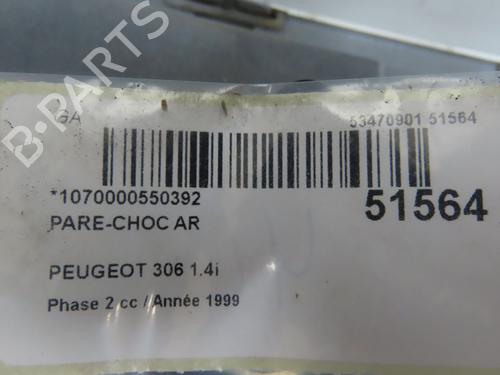 B-PARTS
GA
53470901 51564
*1070000550392
51564
PARE-CHOC AR
PEUGEOT 306 1.4i
Phase 2 cc / Année 1999